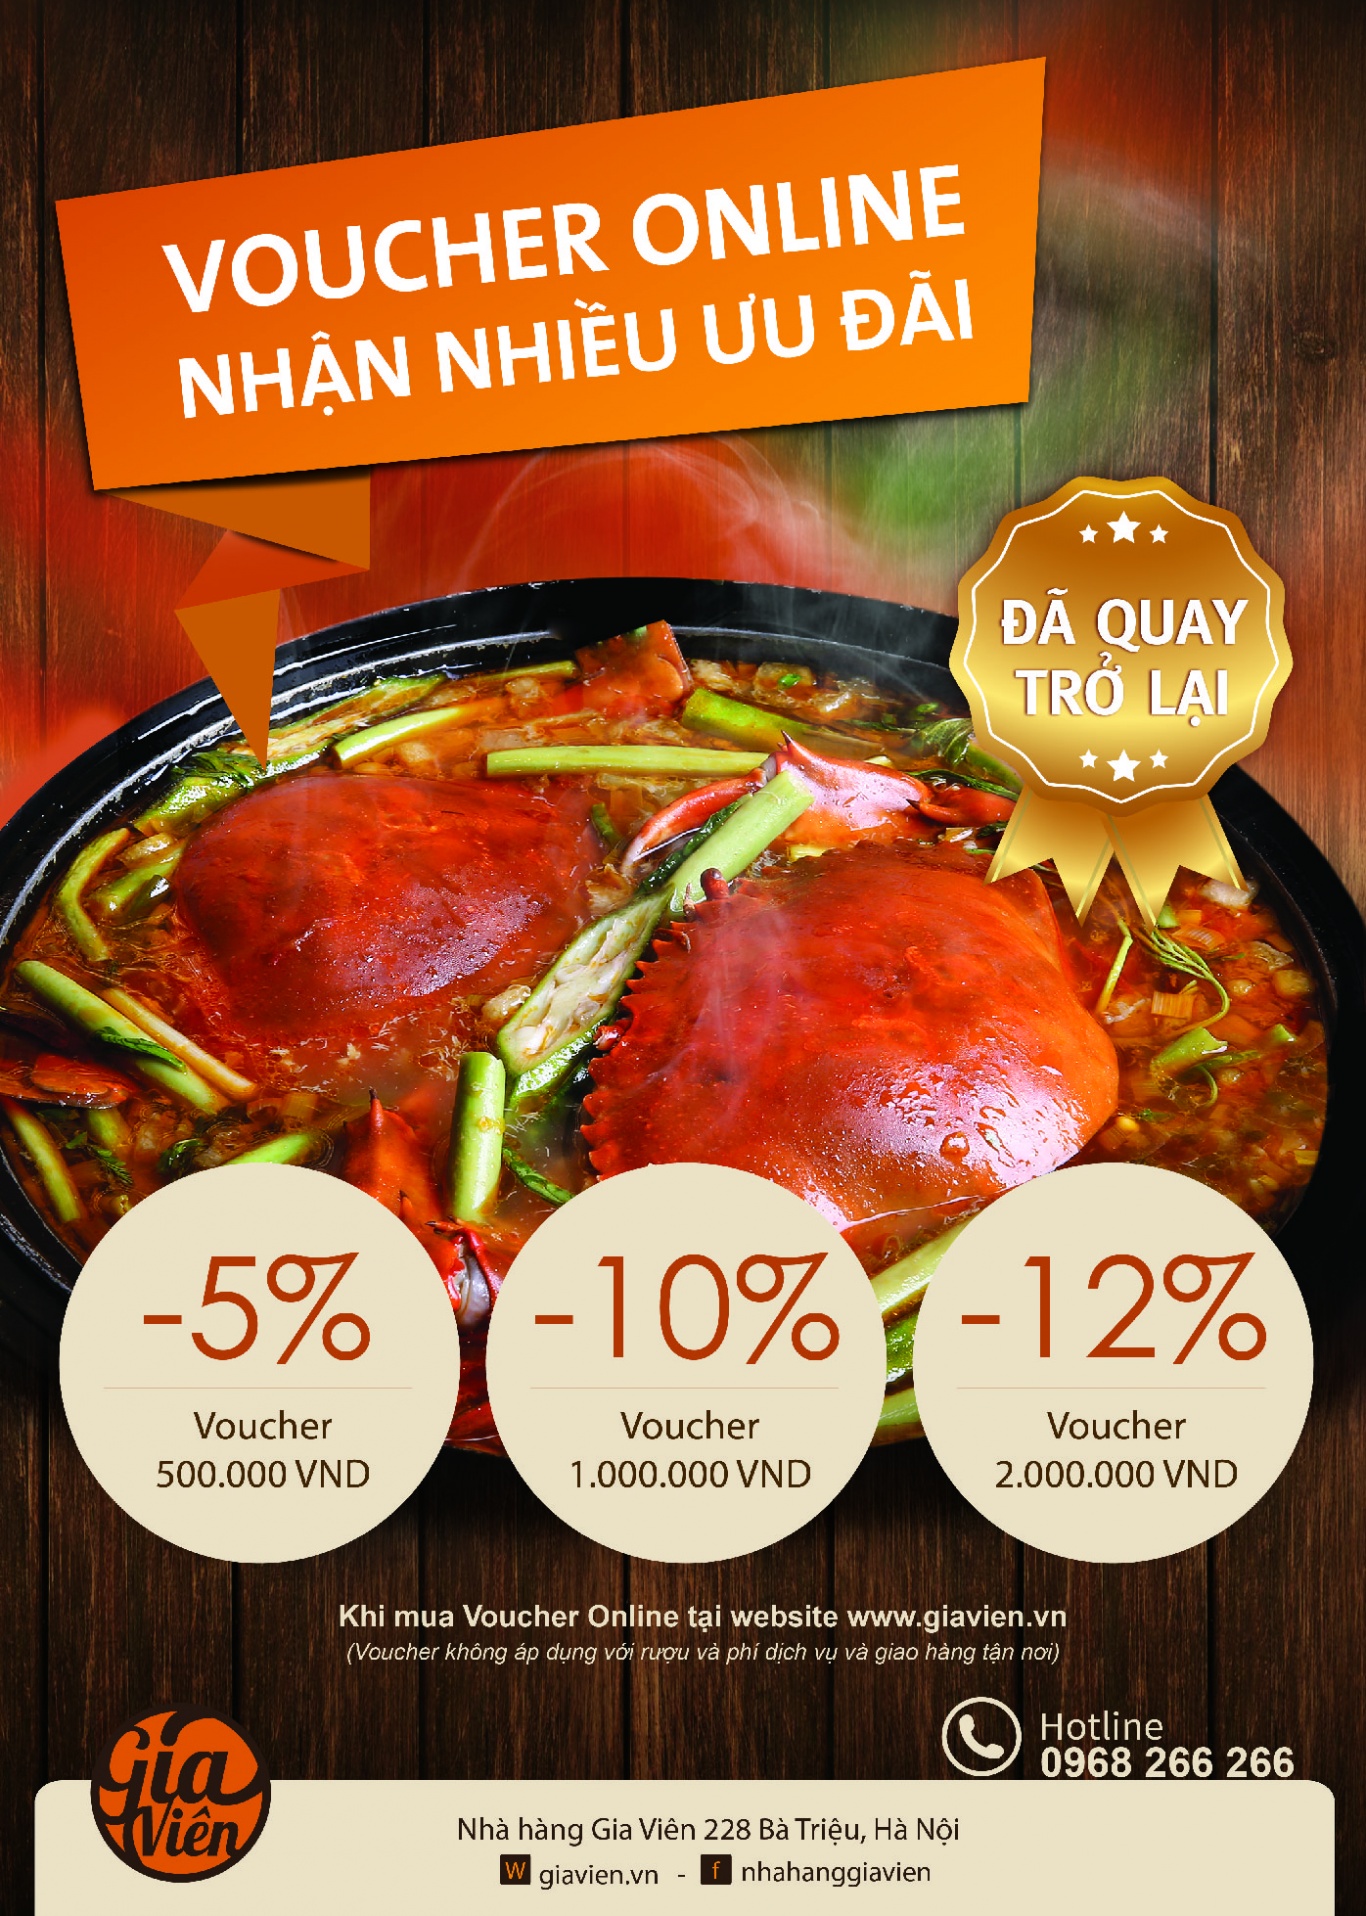 VOUCHER ONLINE
NHẬN NHIỀU ƯU ĐÃI
ĐÃ QUAY
TRỞ LẠI
-5%
Voucher
500.000 VND
-10%
Voucher
1.000.000 VND
-12%
Voucher
2.000.000 VND
Khi mua Voucher Online tại website www.giavien.vn
(Voucher không áp dụng với rượu và phí dịch vụ và giao hàng tận nơi)
Hotline
0968 266 266
Gia
Viên
Nhà hàng Gia Viên 228 Bà Triệu, Hà Nội
W giavien.vn - f nhahanggiavien